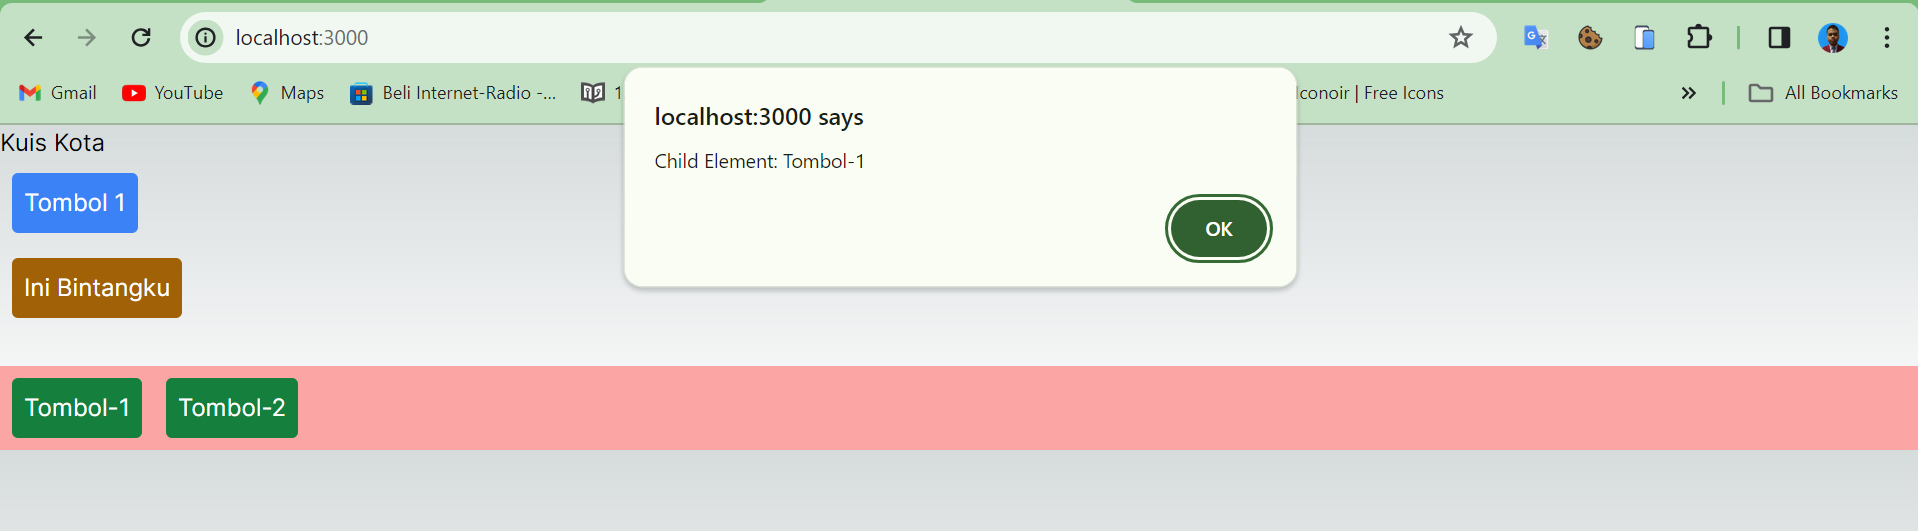 localhost:3000
Gmail YouTube Maps Beli Internet-Radio -... 1 Iconoir | Free Icons » All Bookmarks
localhost:3000 says
Child Element: Tombol-1
OK
Kuis Kota
Tombol 1
Ini Bintangku
Tombol-1 Tombol-2